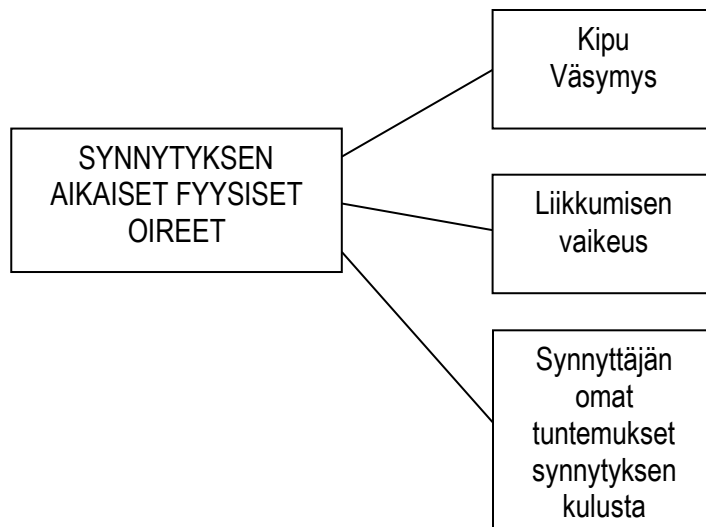 SYNNYTYKSEN
AIKAISET FYYSISET
OIREET
Kipu
Väsymys
Liikkumisen
vaikeus
Synnyttäjän
omat
tuntemukset
synnytyksen
kulusta